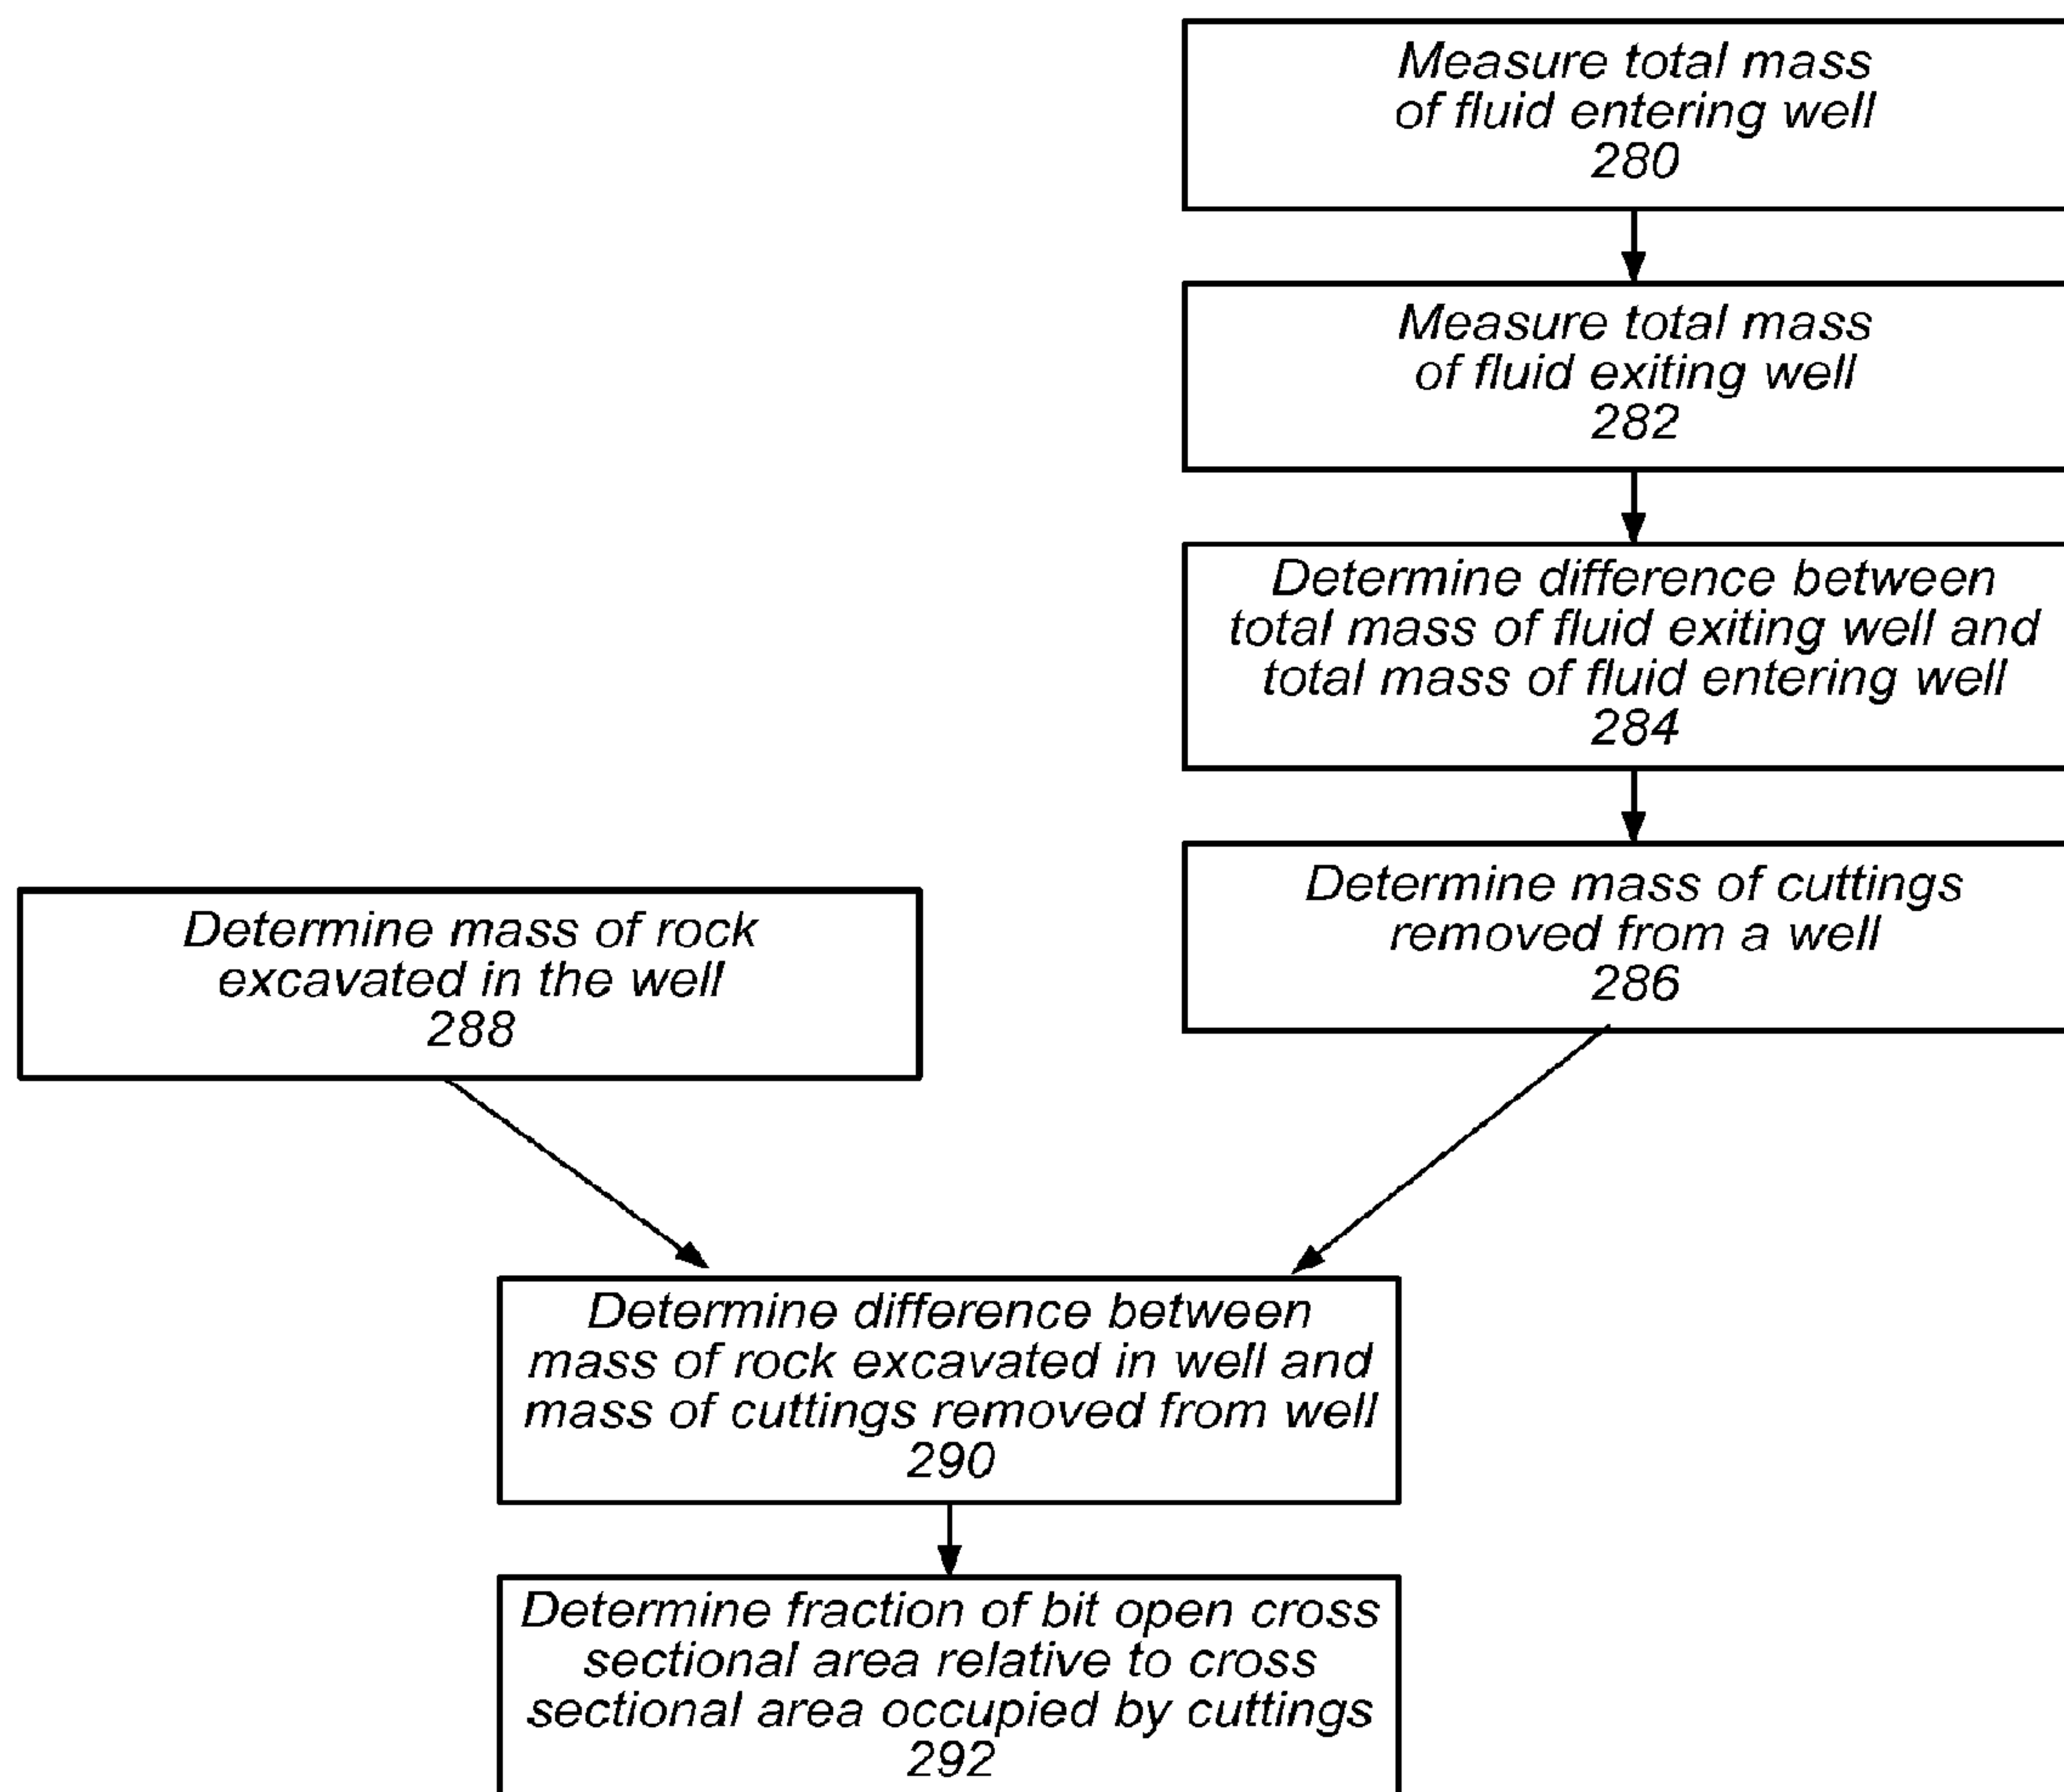 Measure total mass
of fluid entering well
280
Measure total mass
of fluid exiting well
282
Determine difference between
total mass of fluid exiting well and
total mass of fluid entering well
284
Determine mass of cuttings
removed from a well
286
Determine mass of rock
excavated in the well
288
Determine difference between
mass of rock excavated in well and
mass of cuttings removed from well
290
Determine fraction of bit open cross
sectional area relative to cross
sectional area occupied by cuttings
292